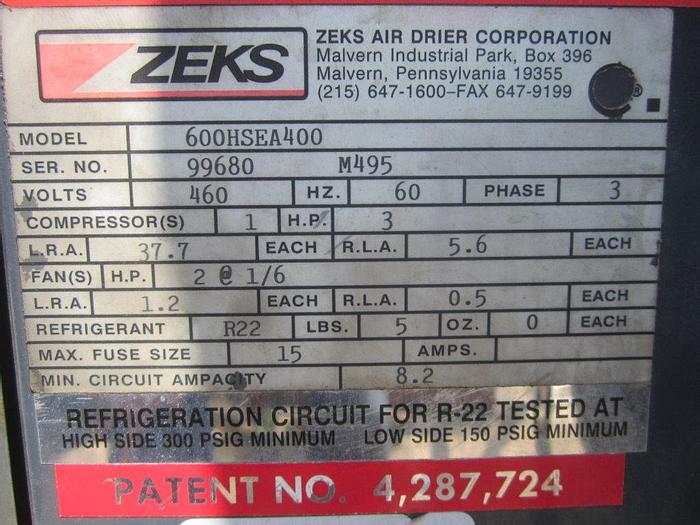 ZEKS
ZEKS AIR DRIER CORPORATION
Malvern Industrial Park, Box 396
Malvern, Pennsylvania 19355
(215) 647-1600–FAX 647-9199
MODEL 600HSEA400
SER. NO. 99680 M495
VOLTS 460 HZ. 60 PHASE 3
COMPRESSOR(S) 1 H.P. 3
L.R.A. 37.7 EACH R.L.A. 5.6 EACH
FAN(S) H.P. 2 @ 1/6
L.R.A. 1.2 EACH R.L.A. 0.5 EACH
REFRIGERANT R22 LBS. 5 OZ. 0 EACH
MAX. FUSE SIZE 15 AMPS.
MIN. CIRCUIT AMPACITY 8.2
REFRIGERATION CIRCUIT FOR R-22 TESTED AT
HIGH SIDE 300 PSIG MINIMUM LOW SIDE 150 PSIG MINIMUM
PATENT NO. 4,287,724